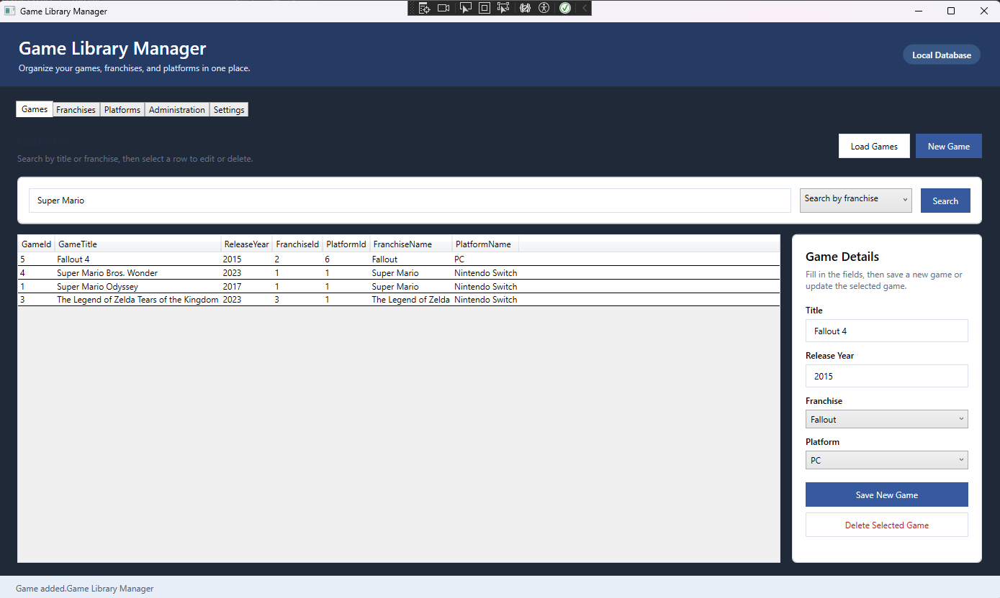 Game Library Manager
Game Library Manager
Organize your games, franchises, and platforms in one place.
Local Database
Games Franchises Platforms Administration Settings
Search by title or franchise, then select a row to edit or delete.
Load Games New Game
Super Mario Search by franchise Search
GameId GameTitle ReleaseYear FranchiseId PlatformId FranchiseName PlatformName
5 Fallout 4 2015 2 6 Fallout PC
4 Super Mario Bros. Wonder 2023 1 1 Super Mario Nintendo Switch
1 Super Mario Odyssey 2017 1 1 Super Mario Nintendo Switch
3 The Legend of Zelda Tears of the Kingdom 2023 3 1 The Legend of Zelda Nintendo Switch
Game Details
Fill in the fields, then save a new game or
update the selected game.
Title
Fallout 4
Release Year
2015
Franchise
Fallout
Platform
PC
Save New Game
Delete Selected Game
Game added.Game Library Manager